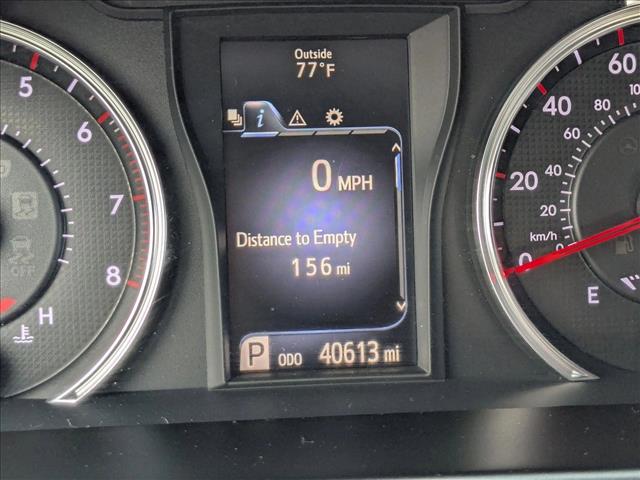 Outside
77°F
i
0 MPH
Distance to Empty
156 mi
P ODO 40613 mi
5
6
7
8
H
OFF
60
40
20
0
80
60
40
20
0
km/h
E